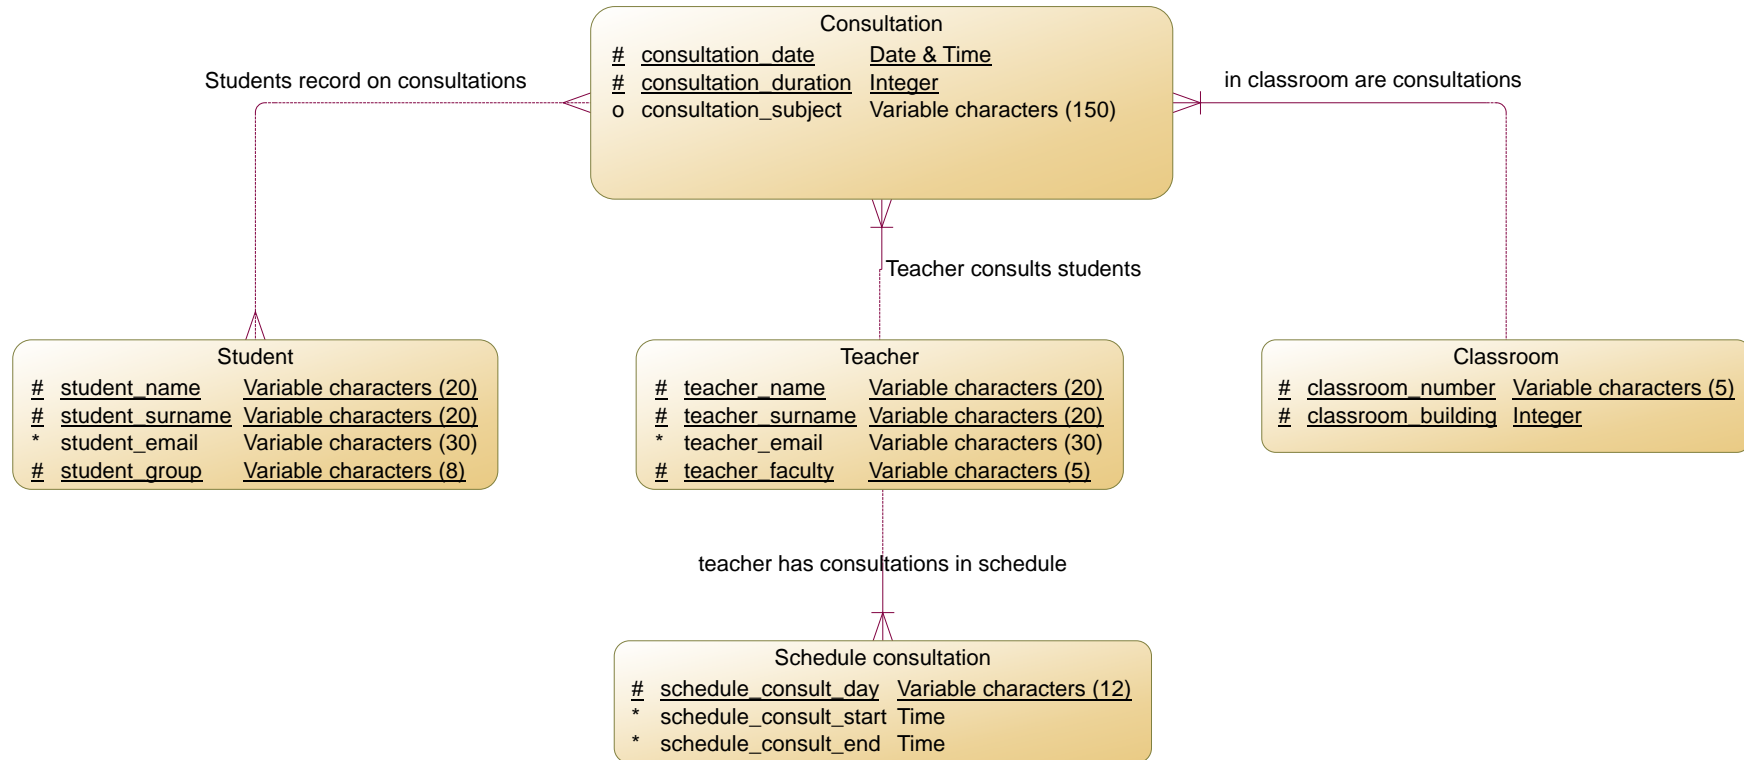 Consultation
# consultation_date Date & Time
# consultation_duration Integer
o consultation_subject Variable characters (150)
Students record on consultations
in classroom are consultations
Teacher consults students
Student
# student_name Variable characters (20)
# student_surname Variable characters (20)
* student_email Variable characters (30)
# student_group Variable characters (8)
Teacher
# teacher_name Variable characters (20)
# teacher_surname Variable characters (20)
* teacher_email Variable characters (30)
# teacher_faculty Variable characters (5)
Classroom
# classroom_number Variable characters (5)
# classroom_building Integer
teacher has consultations in schedule
Schedule consultation
# schedule_consult_day Variable characters (12)
* schedule_consult_start Time
* schedule_consult_end Time